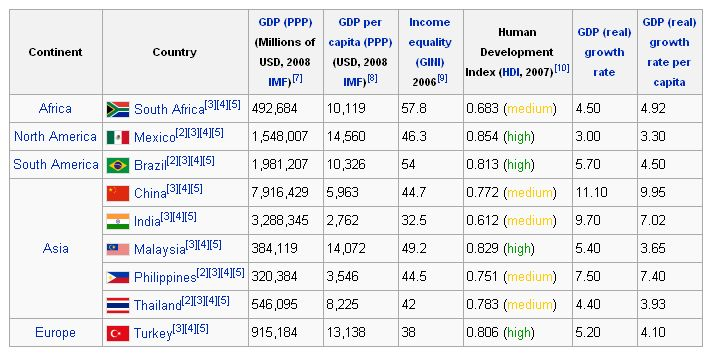 Continent Country GDP (PPP) (Millions of USD, 2008 IMF)[7] GDP per capita (PPP) (USD, 2008 IMF)[8] Income equality (GINI) 2006[9] Human Development Index (HDI, 2007)[10] GDP (real) growth rate GDP (real) growth rate per capita
Africa South Africa[3][4][5] 492,684 10,119 57.8 0.683 (medium) 4.50 4.92
North America Mexico[2][3][4][5] 1,548,007 14,560 46.3 0.854 (high) 3.00 3.30
South America Brazil[2][3][4][5] 1,981,207 10,326 54 0.813 (high) 5.70 4.50
Asia China[3][4][5] 7,916,429 5,963 44.7 0.772 (medium) 11.10 9.95
India[3][4][5] 3,288,345 2,762 32.5 0.612 (medium) 9.70 7.02
Malaysia[3][4][5] 384,119 14,072 49.2 0.829 (high) 5.40 3.65
Philippines[2][3][4][5] 320,384 3,546 44.5 0.751 (medium) 7.50 7.40
Thailand[2][3][4][5] 546,095 8,225 42 0.783 (medium) 4.40 3.93
Europe Turkey[3][4][5] 915,184 13,138 38 0.806 (high) 5.20 4.10